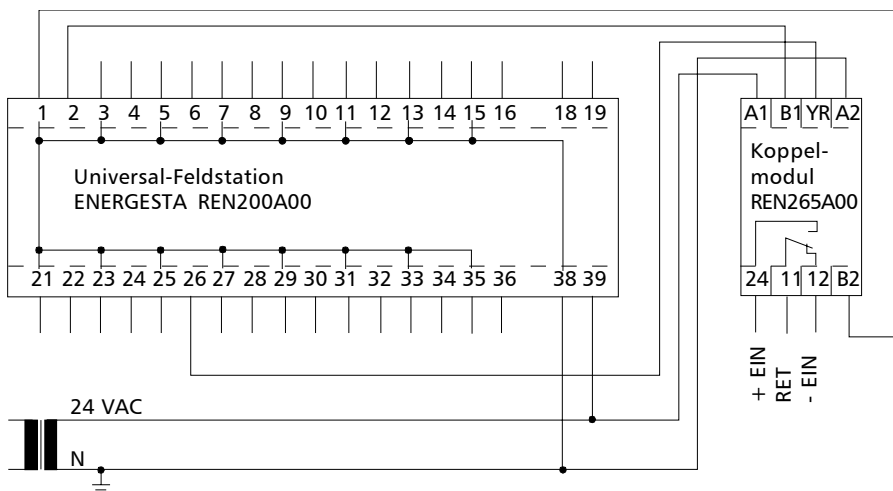 1 2 3 4 5 6 7 8 9 10 11 12 13 14 15 16 18 19
A1 B1 YR A2
Universal-Feldstation
ENERGESTA REN200A00
Koppel-
modul
REN265A00
21 22 23 24 25 26 27 28 29 30 31 32 33 34 35 36 38 39
24 11 12 B2
+ EIN
RET
- EIN
24 VAC
N